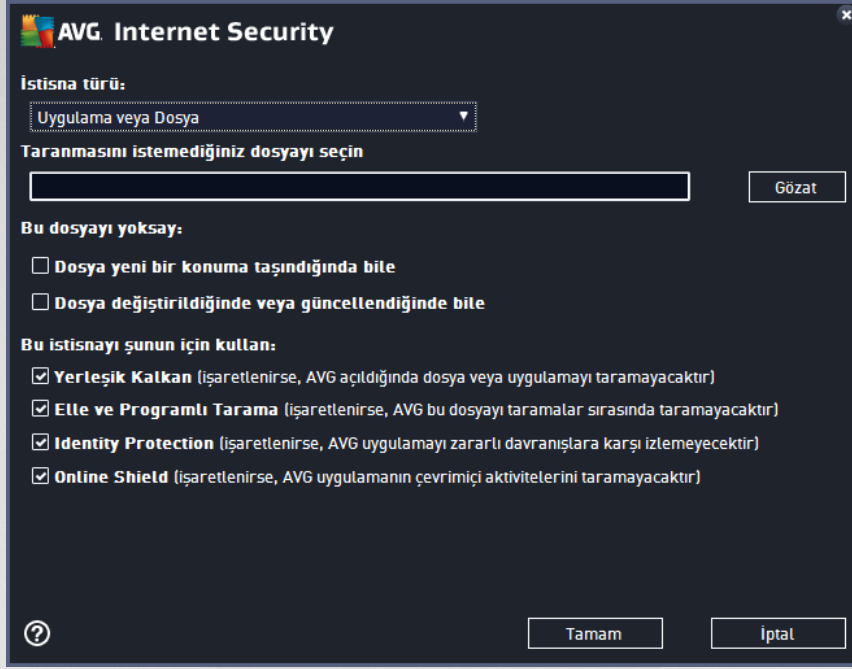 AVG Internet Security
İstisna türü:
Uygulama veya Dosya
Taranmasını istemediğiniz dosyayı seçin
Gözat
Bu dosyayı yoksay:
Dosya yeni bir konuma taşındığında bile
Dosya değiştirildiğinde veya güncellendiğinde bile
Bu istisnayı şunun için kullan:
Yerleşik Kalkan (işaretlenirse, AVG açıldığında dosya veya uygulamayı taramayacaktır)
Elle ve Programlı Tarama (işaretlenirse, AVG bu dosyayı taramalar sırasında taramayacaktır)
Identity Protection (işaretlenirse, AVG uygulamayı zararlı davranışlara karşı izlemeyecektir)
Online Shield (işaretlenirse, AVG uygulamanın çevrimiçi aktivitelerini taramayacaktır)
?
Tamam
İptal